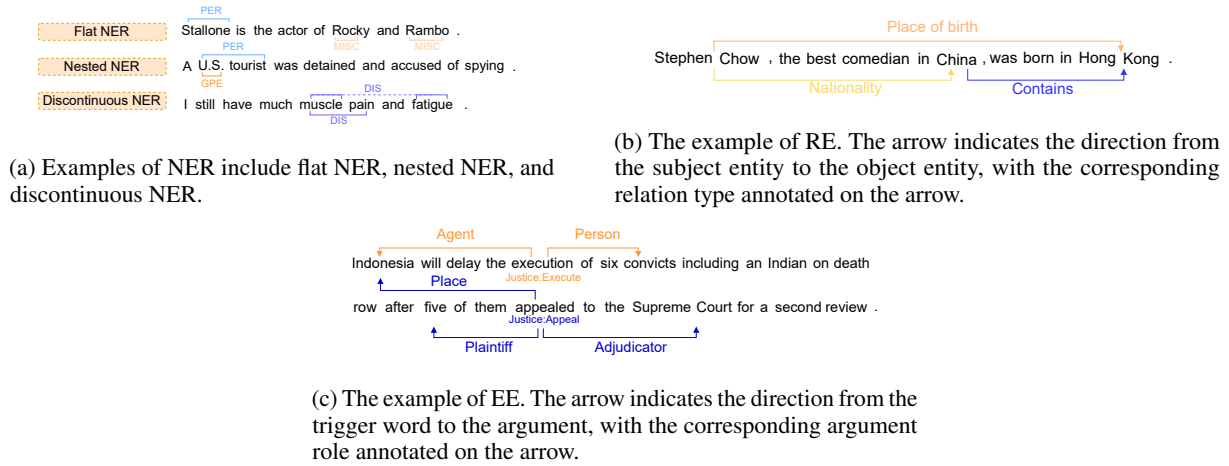 PER
Flat NER
Stallone is the actor of Rocky and Rambo .
MISC MISC
PER
Nested NER
A U.S. tourist was detained and accused of spying .
GPE
DIS
Discontinuous NER
I still have much muscle pain and fatigue .
DIS
(a) Examples of NER include flat NER, nested NER, and
discontinuous NER.
Place of birth
Stephen Chow , the best comedian in China , was born in Hong Kong .
Nationality Contains
(b) The example of RE. The arrow indicates the direction from
the subject entity to the object entity, with the corresponding
relation type annotated on the arrow.
Agent Person
Indonesia will delay the execution of six convicts including an Indian on death
Justice:Execute
Place
row after five of them appealed to the Supreme Court for a second review .
Justice:Appeal
Plaintiff Adjudicator
(c) The example of EE. The arrow indicates the direction from the
trigger word to the argument, with the corresponding argument
role annotated on the arrow.